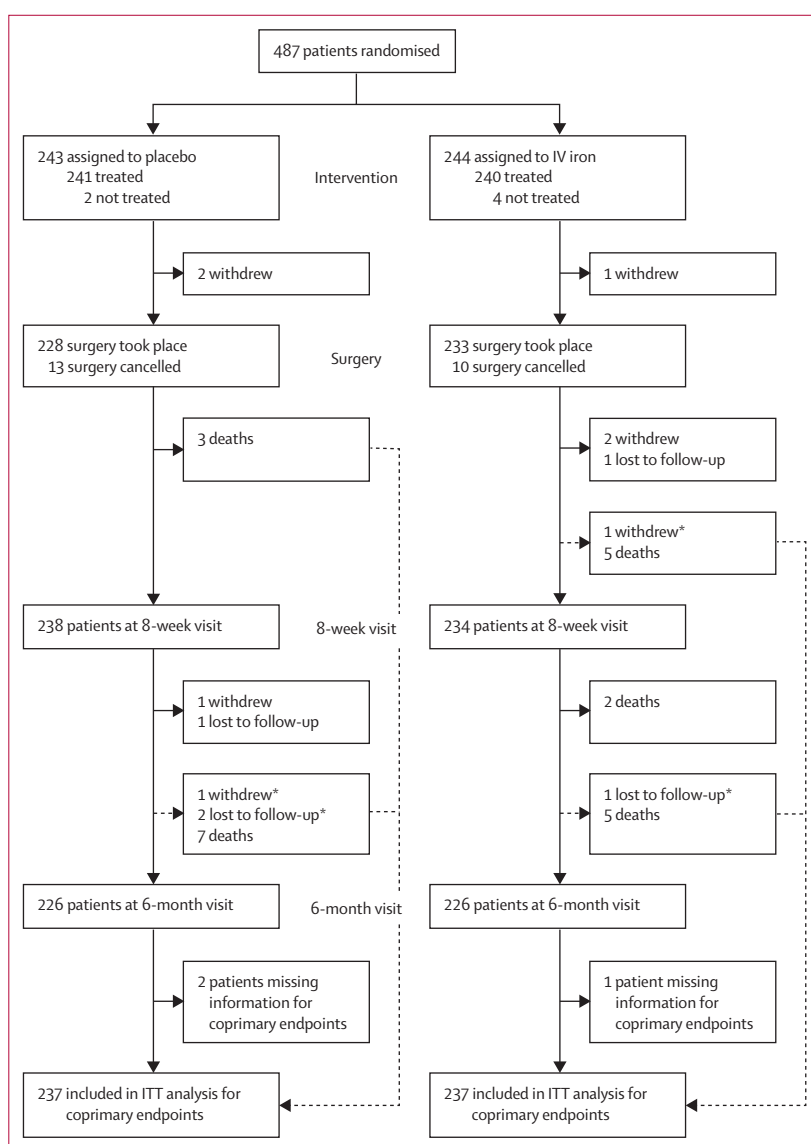 487 patients randomised
243 assigned to placebo
241 treated
2 not treated
Intervention
244 assigned to IV iron
240 treated
4 not treated
2 withdrew
1 withdrew
228 surgery took place
13 surgery cancelled
Surgery
233 surgery took place
10 surgery cancelled
3 deaths
2 withdrew
1 lost to follow-up
1 withdrew*
5 deaths
238 patients at 8-week visit
8-week visit
234 patients at 8-week visit
1 withdrew
1 lost to follow-up
2 deaths
1 withdrew*
2 lost to follow-up*
7 deaths
1 lost to follow-up*
5 deaths
226 patients at 6-month visit
6-month visit
226 patients at 6-month visit
2 patients missing
information for
coprimary endpoints
1 patient missing
information for
coprimary endpoints
237 included in ITT analysis for
coprimary endpoints
237 included in ITT analysis for
coprimary endpoints